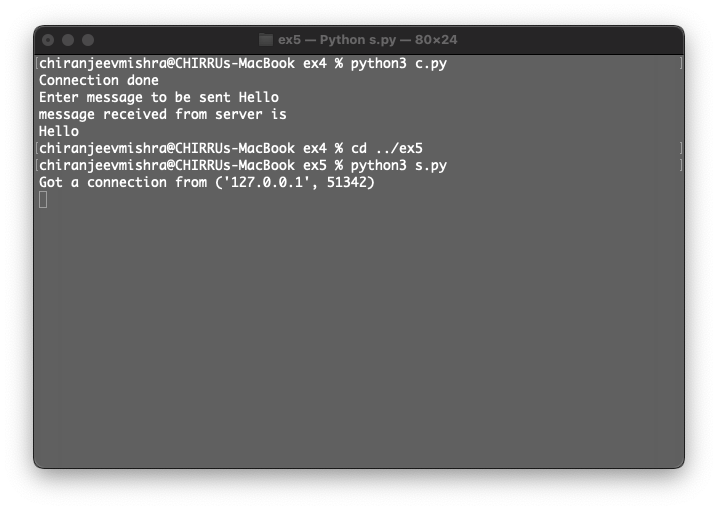 ex5 — Python s.py — 80×24
[chiranjeevmishra@CHIRRUs-MacBook ex4 % python3 c.py ]
Connection done
Enter message to be sent Hello
message received from server is
Hello
[chiranjeevmishra@CHIRRUs-MacBook ex4 % cd ../ex5 ]
[chiranjeevmishra@CHIRRUs-MacBook ex5 % python3 s.py ]
Got a connection from ('127.0.0.1', 51342)